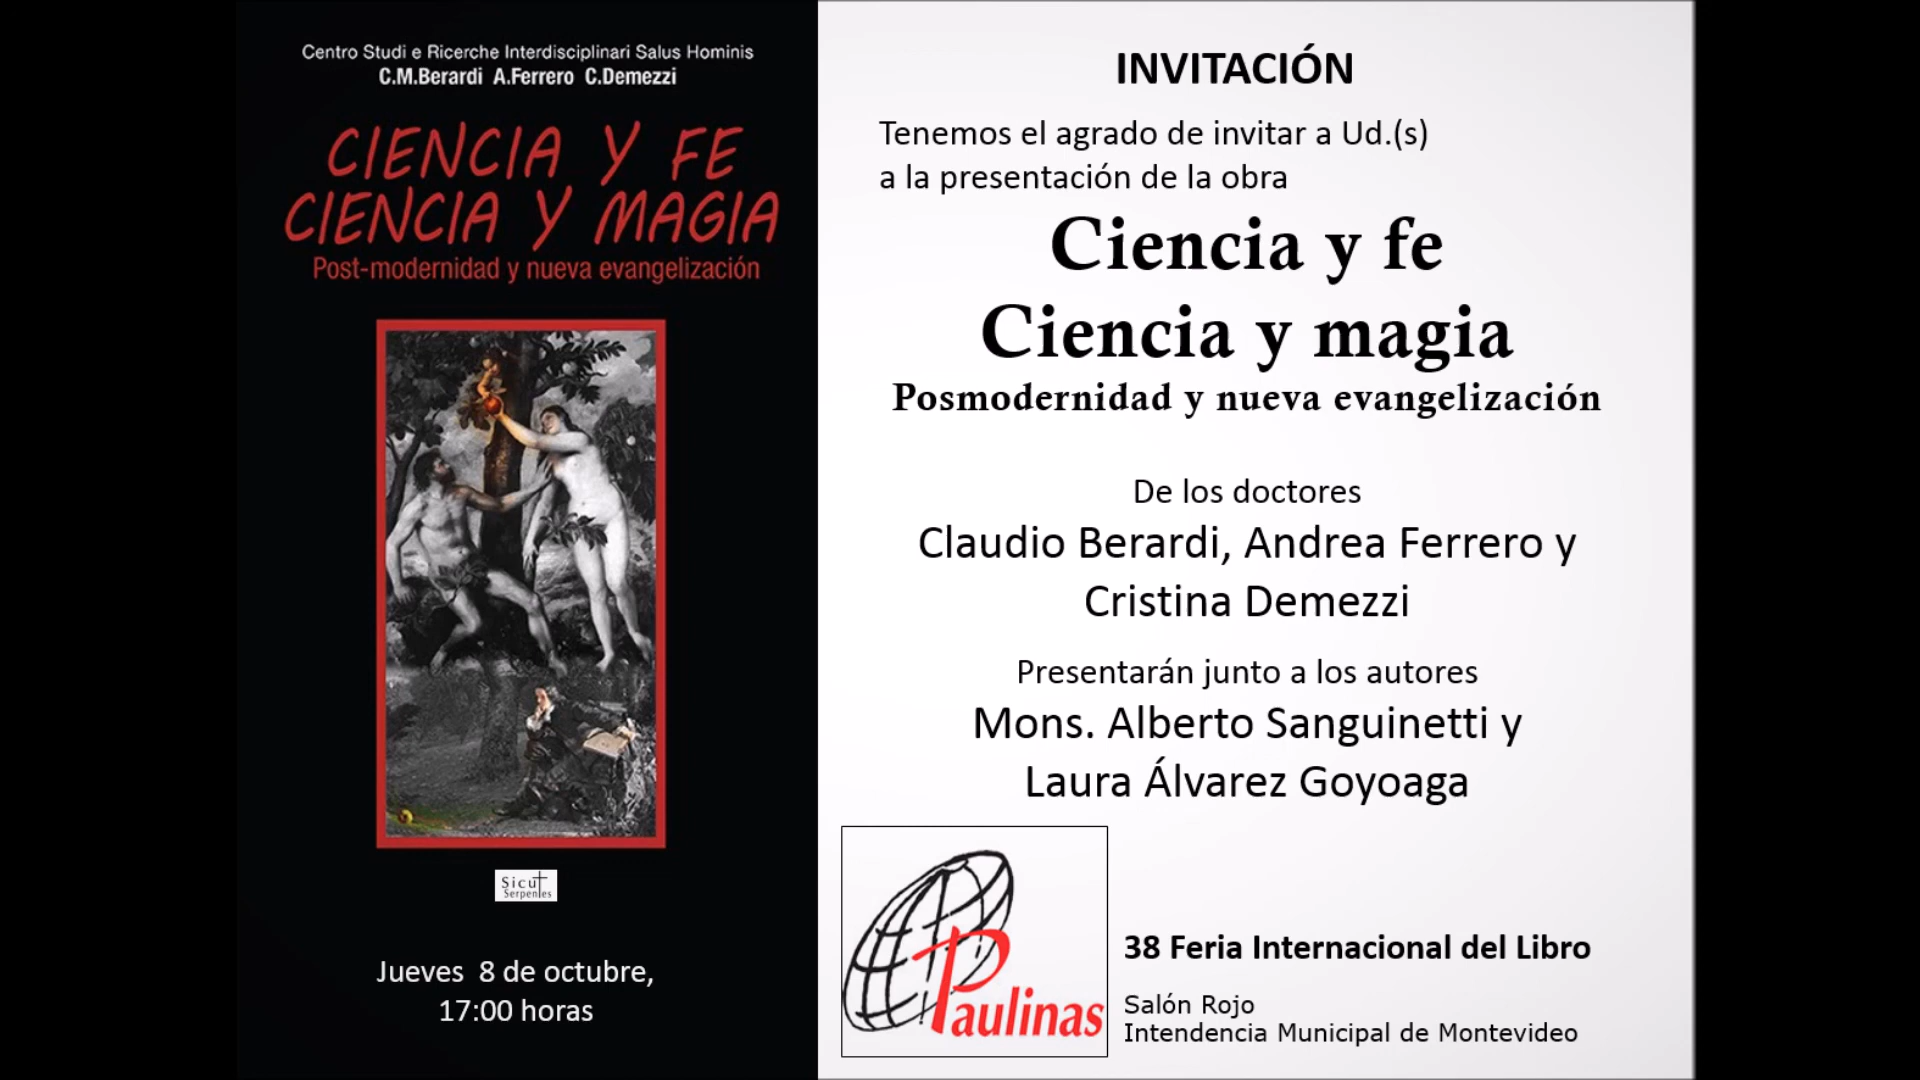 Centro Studi e Ricerche Interdisciplinari Salus Hominis
C.M.Berardi A.Ferrero C.Demezzi
CIENCIA Y FE
CIENCIA Y MAGIA
Post-modernidad y nueva evangelización
Sicut
Serpentes
Jueves 8 de octubre,
17:00 horas
INVITACIÓN
Tenemos el agrado de invitar a Ud.(s)
a la presentación de la obra
Ciencia y fe
Ciencia y magia
Posmodernidad y nueva evangelización
De los doctores
Claudio Berardi, Andrea Ferrero y
Cristina Demezzi
Presentarán junto a los autores
Mons. Alberto Sanguinetti y
Laura Álvarez Goyoaga
Paulinas
38 Feria Internacional del Libro
Salón Rojo
Intendencia Municipal de Montevideo